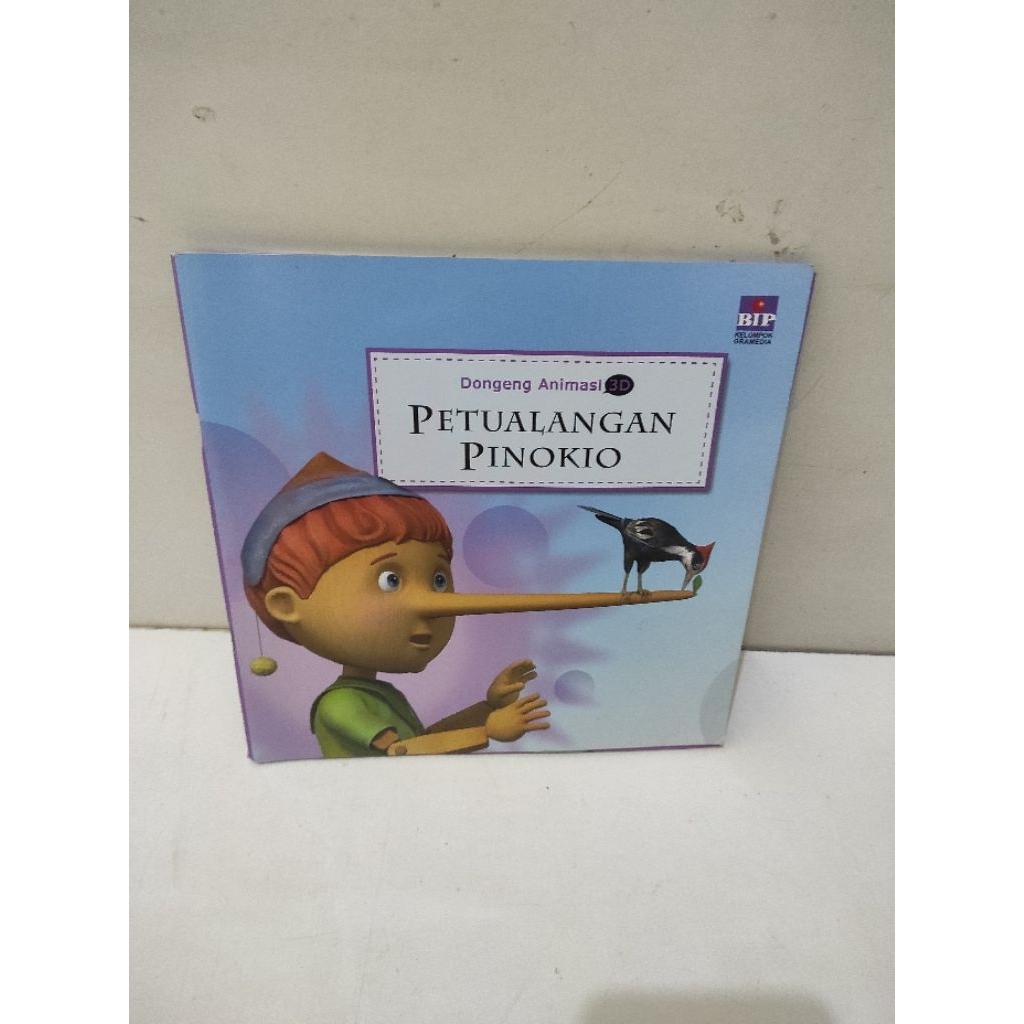 BIP
KELOMPOK
GRAMEDIA
Dongeng Animasi 3D
PETUALANGAN
PINOKIO